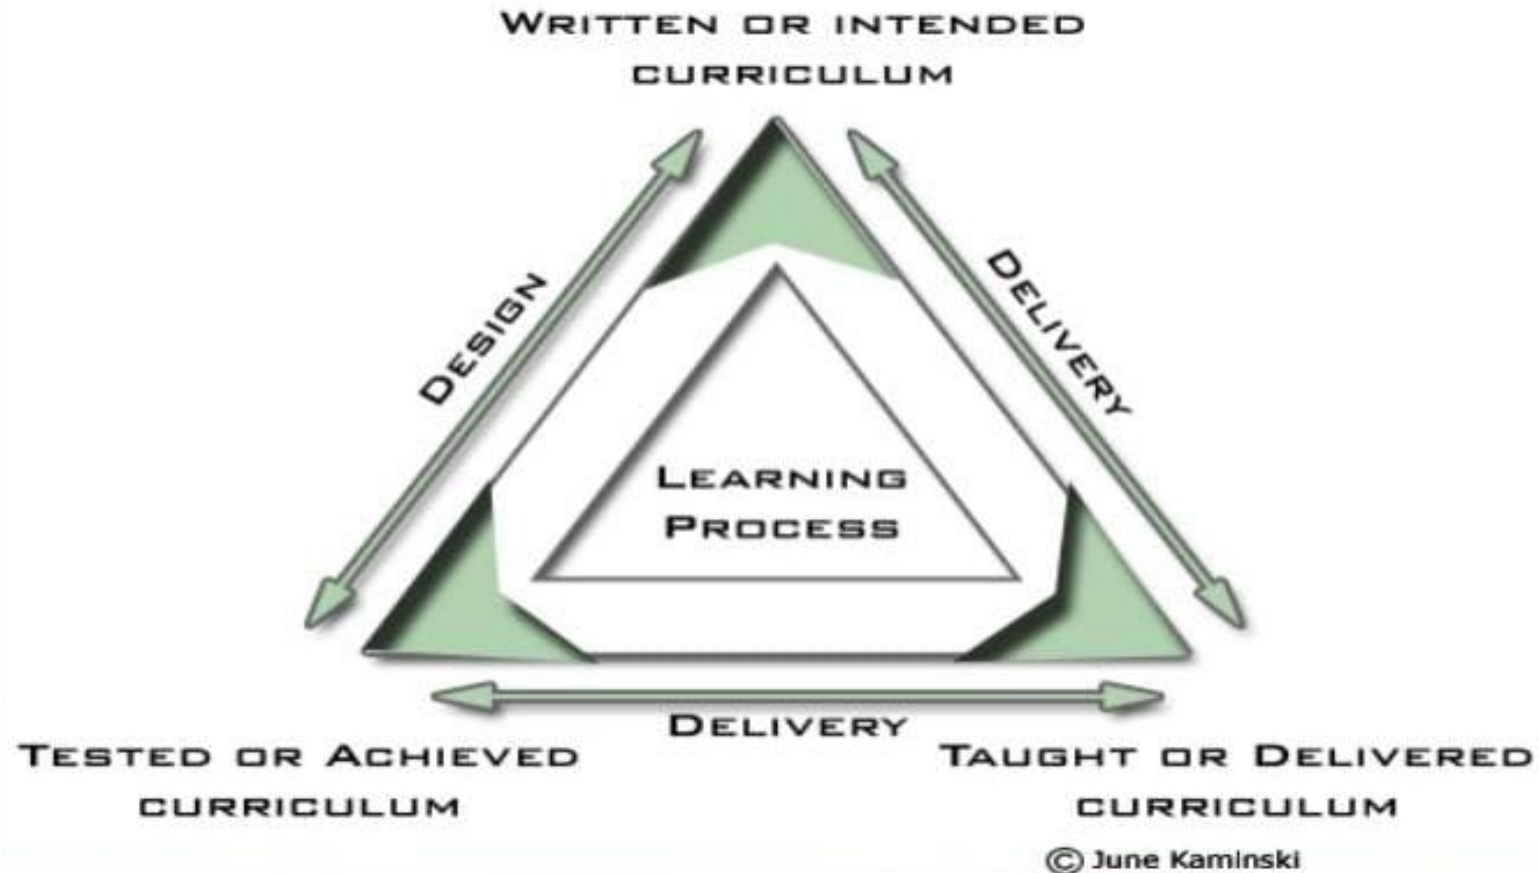 Written or intended
curriculum
Design
Delivery
Learning
Process
Delivery
Tested or Achieved
curriculum
Taught or Delivered
curriculum
© June Kaminski